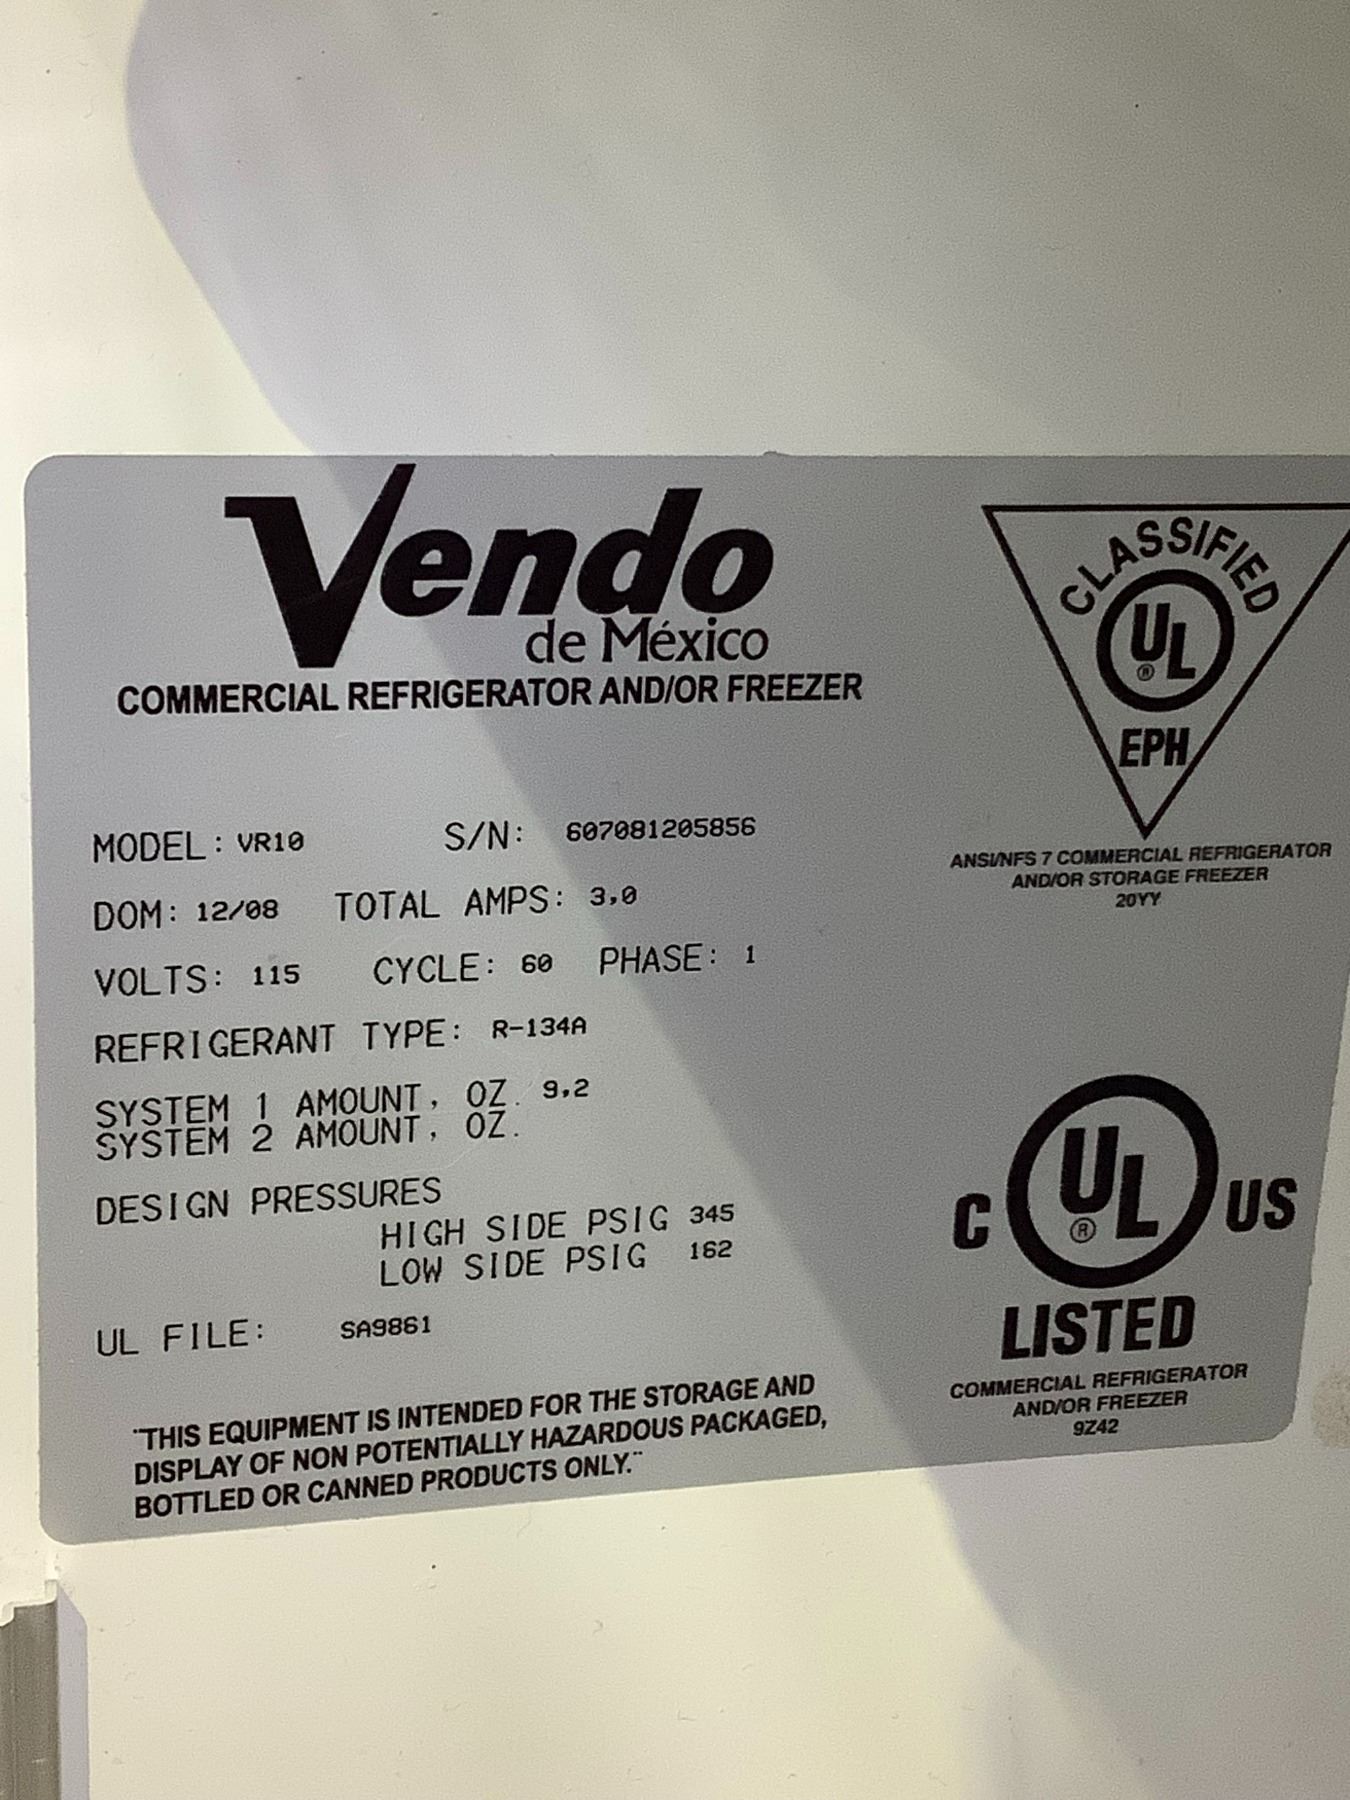 Vendo
de México
COMMERCIAL REFRIGERATOR AND/OR FREEZER
MODEL: VR10 S/N: 607081205856
DOM: 12/08 TOTAL AMPS: 3,0
VOLTS: 115 CYCLE: 60 PHASE: 1
REFRIGERANT TYPE: R-134A
SYSTEM 1 AMOUNT, OZ. 9,2
SYSTEM 2 AMOUNT, OZ.
DESIGN PRESSURES
HIGH SIDE PSIG 345
LOW SIDE PSIG 162
UL FILE: SA9861
¨THIS EQUIPMENT IS INTENDED FOR THE STORAGE AND
DISPLAY OF NON POTENTIALLY HAZARDOUS PACKAGED,
BOTTLED OR CANNED PRODUCTS ONLY.¨
CLASSIFIED
UL®
EPH
ANSI/NFS 7 COMMERCIAL REFRIGERATOR
AND/OR STORAGE FREEZER
20YY
C UL® US
LISTED
COMMERCIAL REFRIGERATOR
AND/OR FREEZER
9Z42